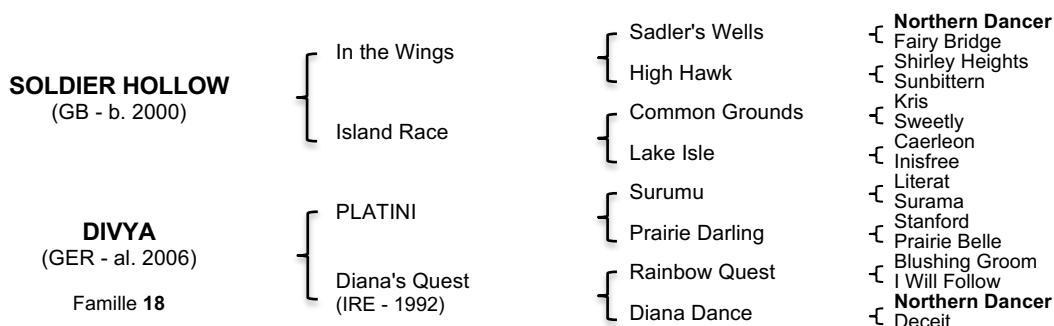 SOLDIER HOLLOW
(GB - b. 2000)
In the Wings
Island Race
Sadler's Wells
High Hawk
Common Grounds
Lake Isle
Northern Dancer
Fairy Bridge
Shirley Heights
Sunbittern
Kris
Sweetly
Caerleon
Inisfree
DIVYA
(GER - al. 2006)
Famille 18
PLATINI
Diana's Quest
(IRE - 1992)
Surumu
Prairie Darling
Rainbow Quest
Diana Dance
Literat
Surama
Stanford
Prairie Belle
Blushing Groom
I Will Follow
Northern Dancer
Deceit